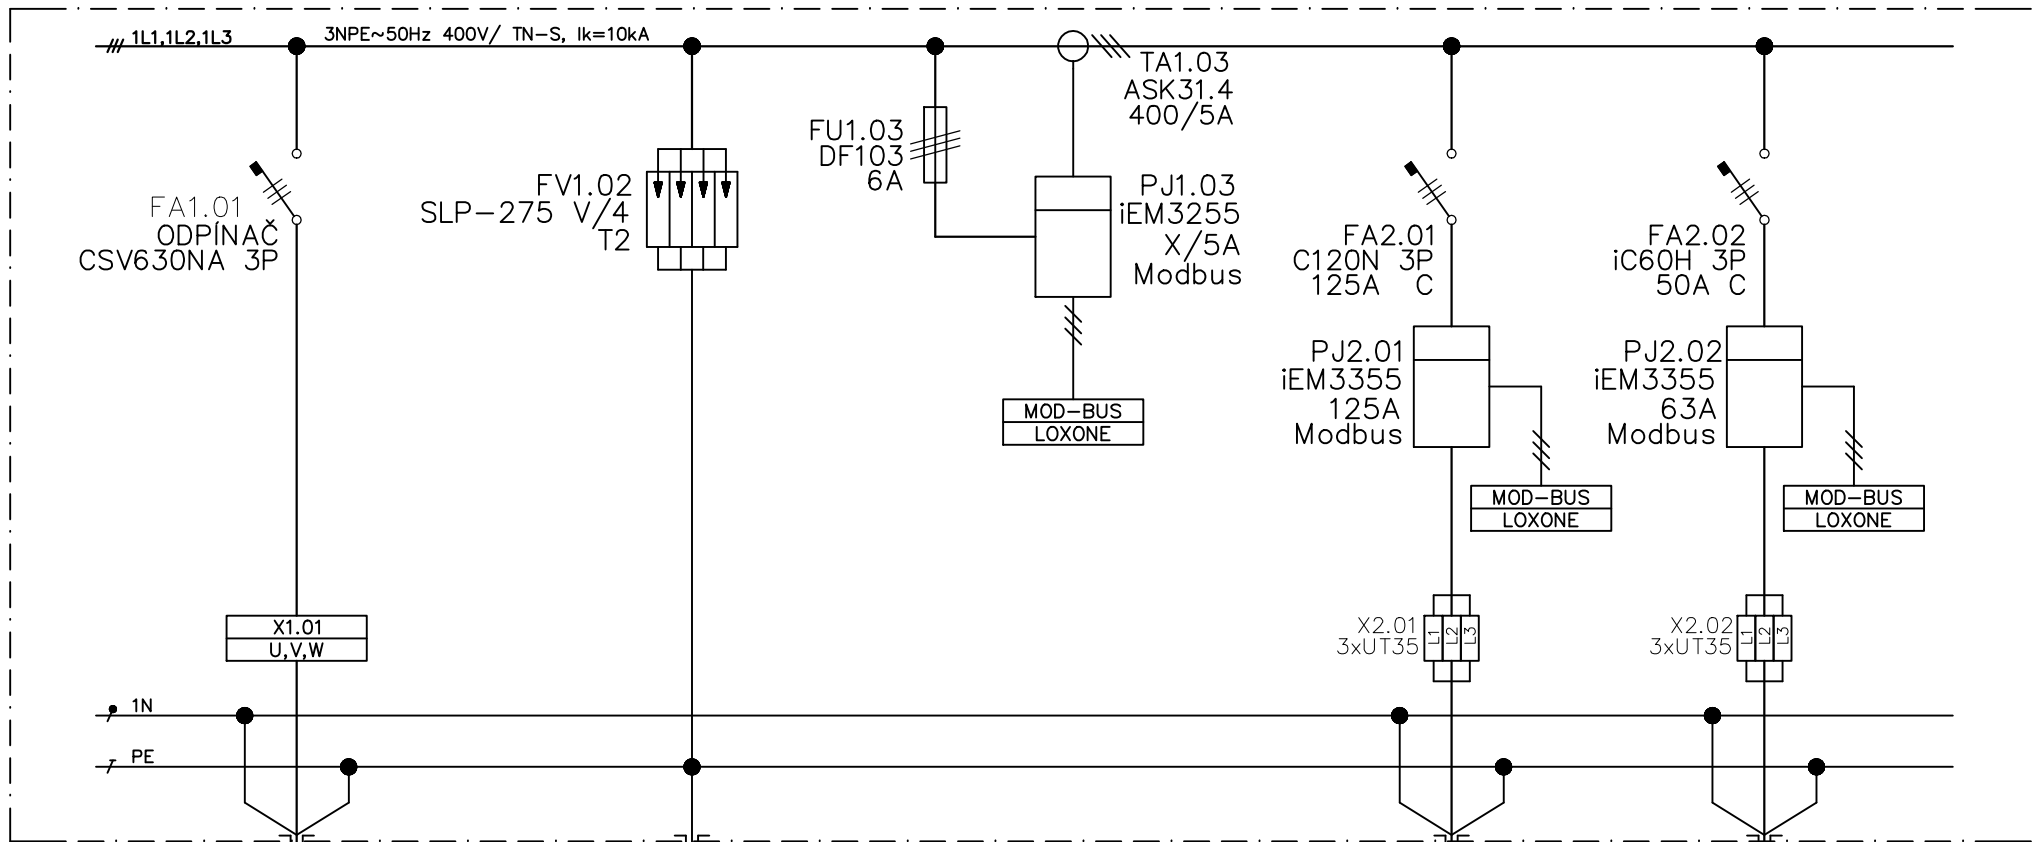 1L1,1L2,1L3
3NPE~50Hz 400V/ TN-S, Ik=10kA
TA1.03
ASK31.4
400/5A
FU1.03
DF103
6A
FV1.02
SLP-275 V/4
T2
PJ1.03
iEM3255
X/5A
Modbus
FA1.01
ODPÍNAČ
CSV630NA 3P
FA2.01
C120N 3P
125A C
FA2.02
iC60H 3P
50A C
PJ2.01
iEM3355
125A
Modbus
PJ2.02
iEM3355
63A
Modbus
MOD-BUS
LOXONE
MOD-BUS
LOXONE
MOD-BUS
LOXONE
X1.01
U,V,W
X2.01
3xUT35
L1
L2
L3
X2.02
3xUT35
L1
L2
L3
1N
PE